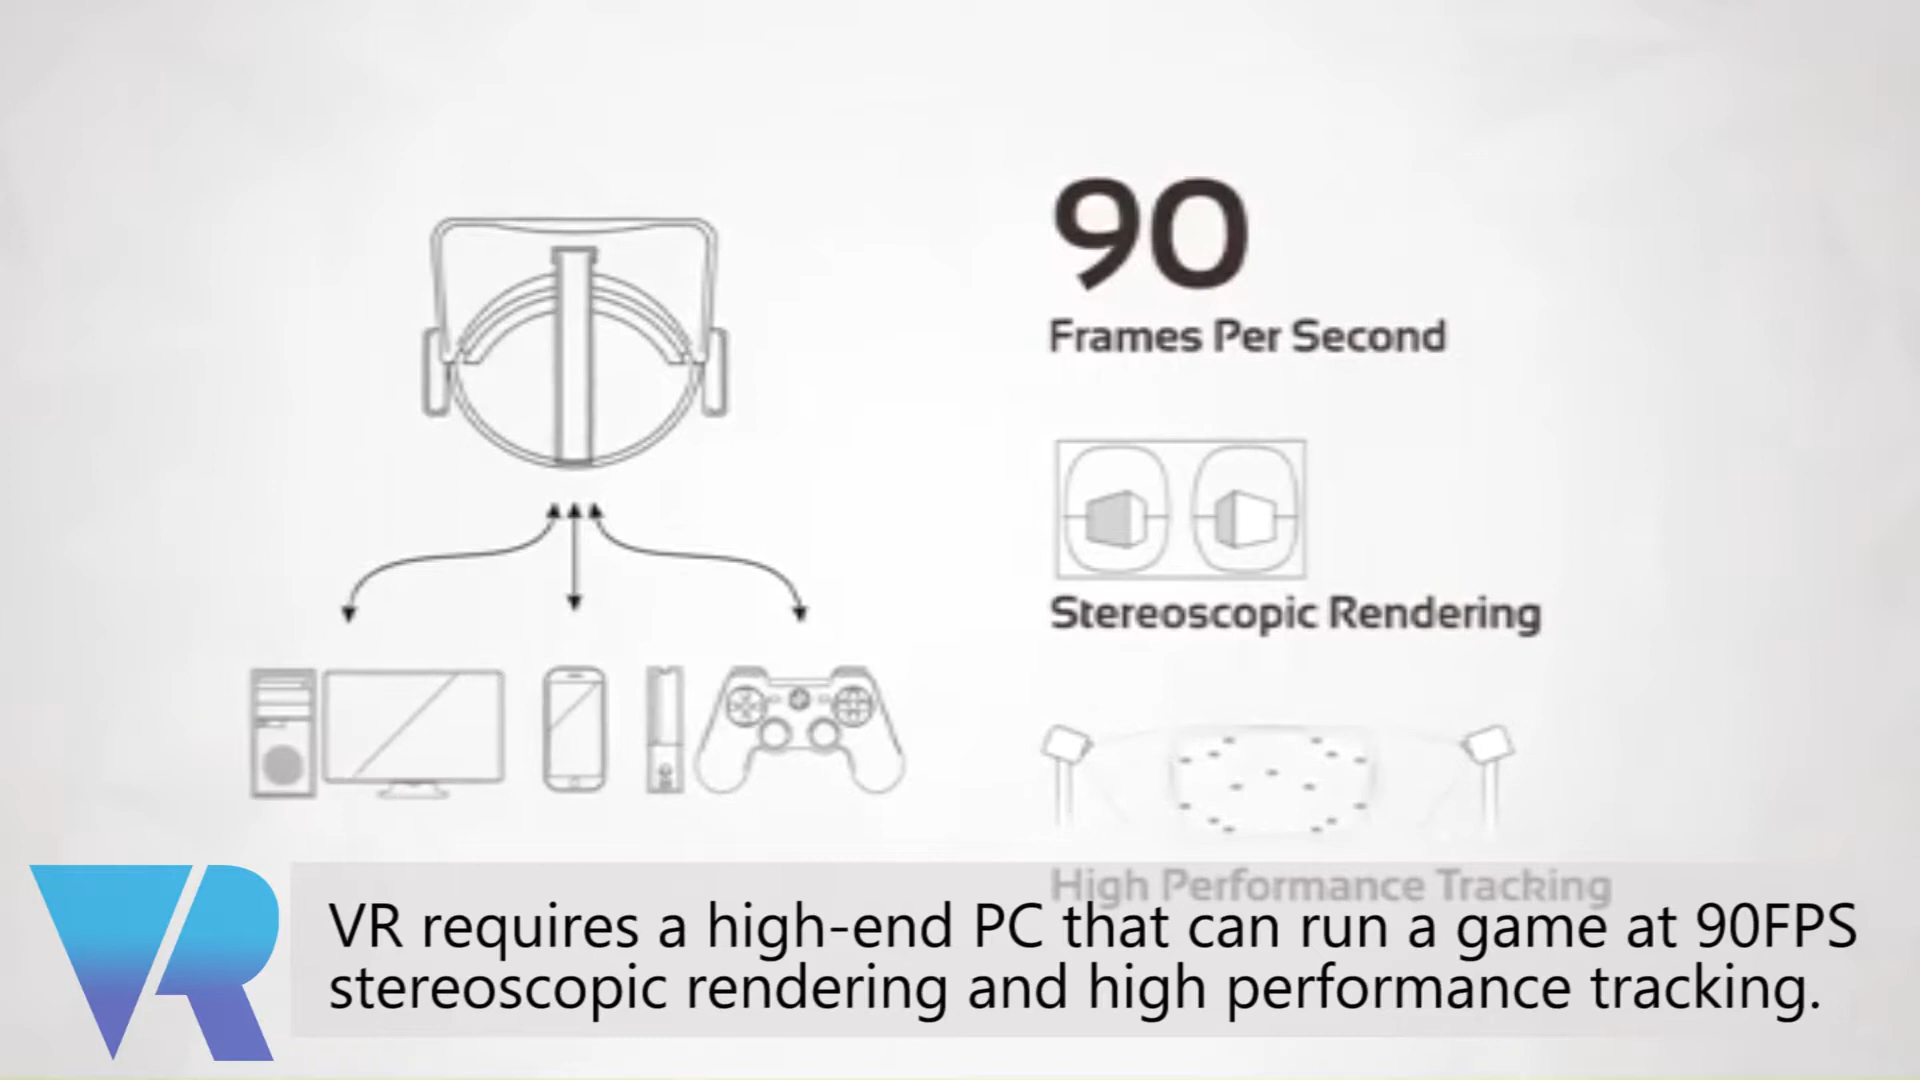 90
Frames Per Second
Stereoscopic Rendering
High Performance Tracking
VR
VR requires a high-end PC that can run a game at 90FPS
stereoscopic rendering and high performance tracking.